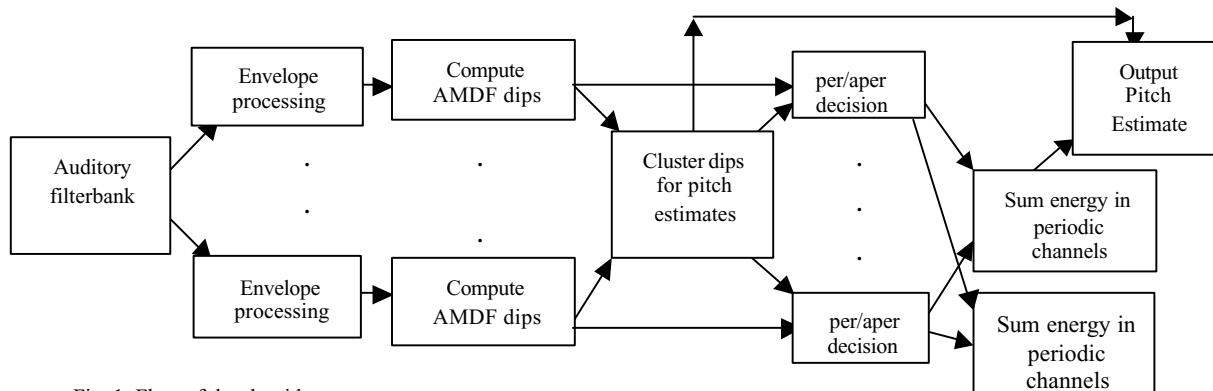 Auditory
filterbank
Envelope
processing
Compute
AMDF dips
Envelope
processing
Compute
AMDF dips
Cluster dips
for pitch
estimates
per/aper
decision
per/aper
decision
Output
Pitch
Estimate
Sum energy in
periodic
channels
Sum energy in
periodic
channels